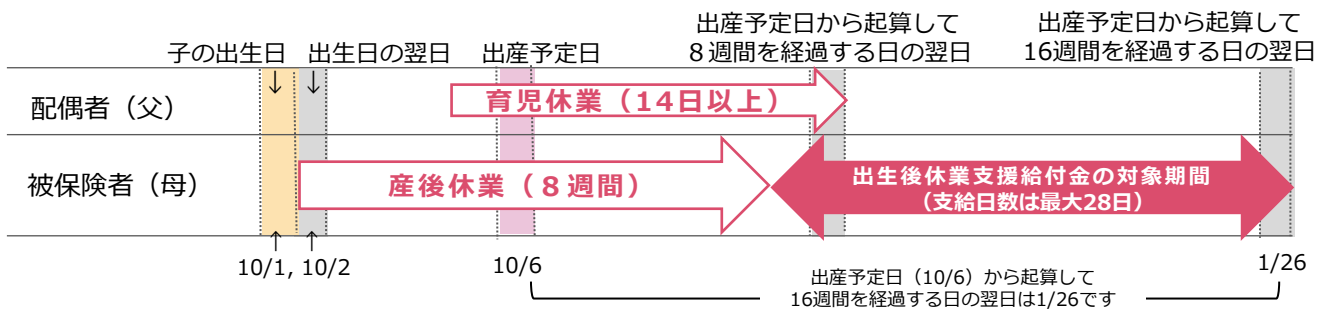 出産予定日から起算して
８週間を経過する日の翌日
出産予定日から起算して
16週間を経過する日の翌日
子の出生日
出生日の翌日
出産予定日
↓
↓
配偶者（父）
育児休業（14日以上）
被保険者（母）
産後休業（８週間）
出生後休業支援給付金の対象期間
（支給日数は最大28日）
↑
↑
10/1, 10/2
10/6
1/26
出産予定日（10/6）から起算して
16週間を経過する日の翌日は1/26です